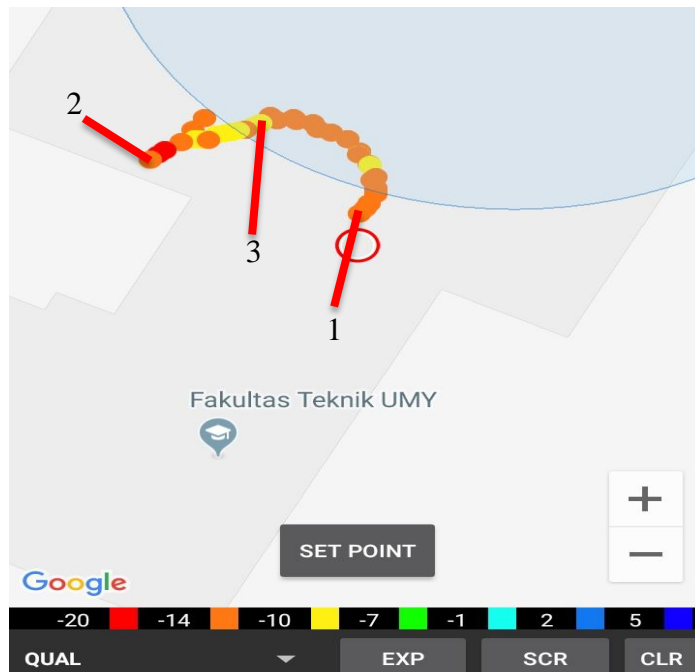 2
3
1
Fakultas Teknik UMY
+
SET POINT
−
Google
-20 -14 -10 -7 -1 2 5
QUAL EXP SCR CLR